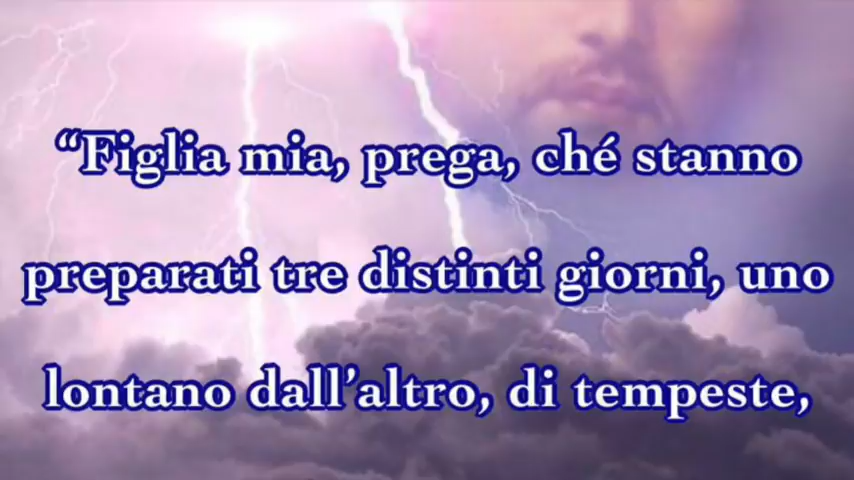 “Figlia mia, prega, ché stanno
preparati tre distinti giorni, uno
lontano dall’altro, di tempeste,